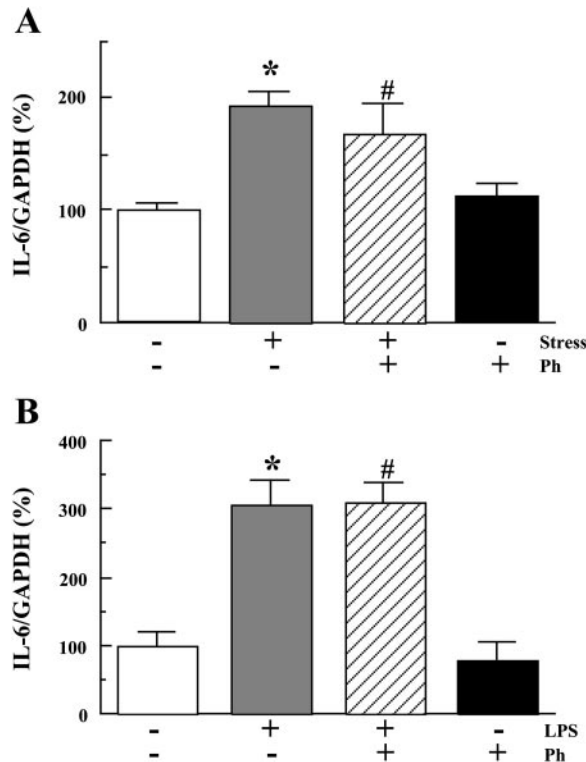 A
IL-6/GAPDH (%)
200
100
0
*
#
- + + - Stress
- - + + Ph
B
IL-6/GAPDH (%)
400
300
200
100
0
*
#
- + + - LPS
- - + + Ph